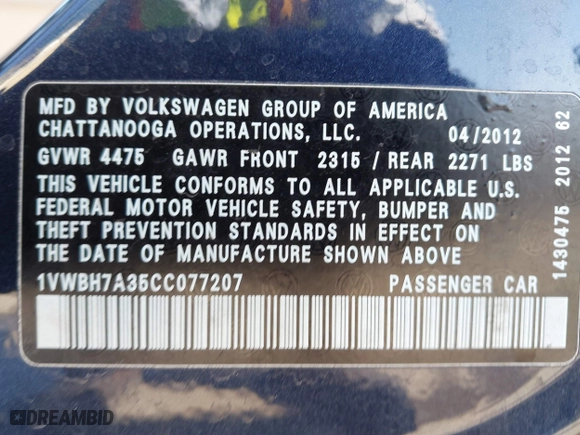 MFD BY VOLKSWAGEN GROUP OF AMERICA
CHATTANOOGA OPERATIONS, LLC. 04/2012
GVWR 4475 GAWR FRONT 2315 / REAR 2271 LBS
THIS VEHICLE CONFORMS TO ALL APPLICABLE U.S.
FEDERAL MOTOR VEHICLE SAFETY, BUMPER AND
THEFT PREVENTION STANDARDS IN EFFECT ON
THE DATE OF MANUFACTURE SHOWN ABOVE
1VWBH7A35CC077207 PASSENGER CAR
1430475 2012 62
DREAMBID